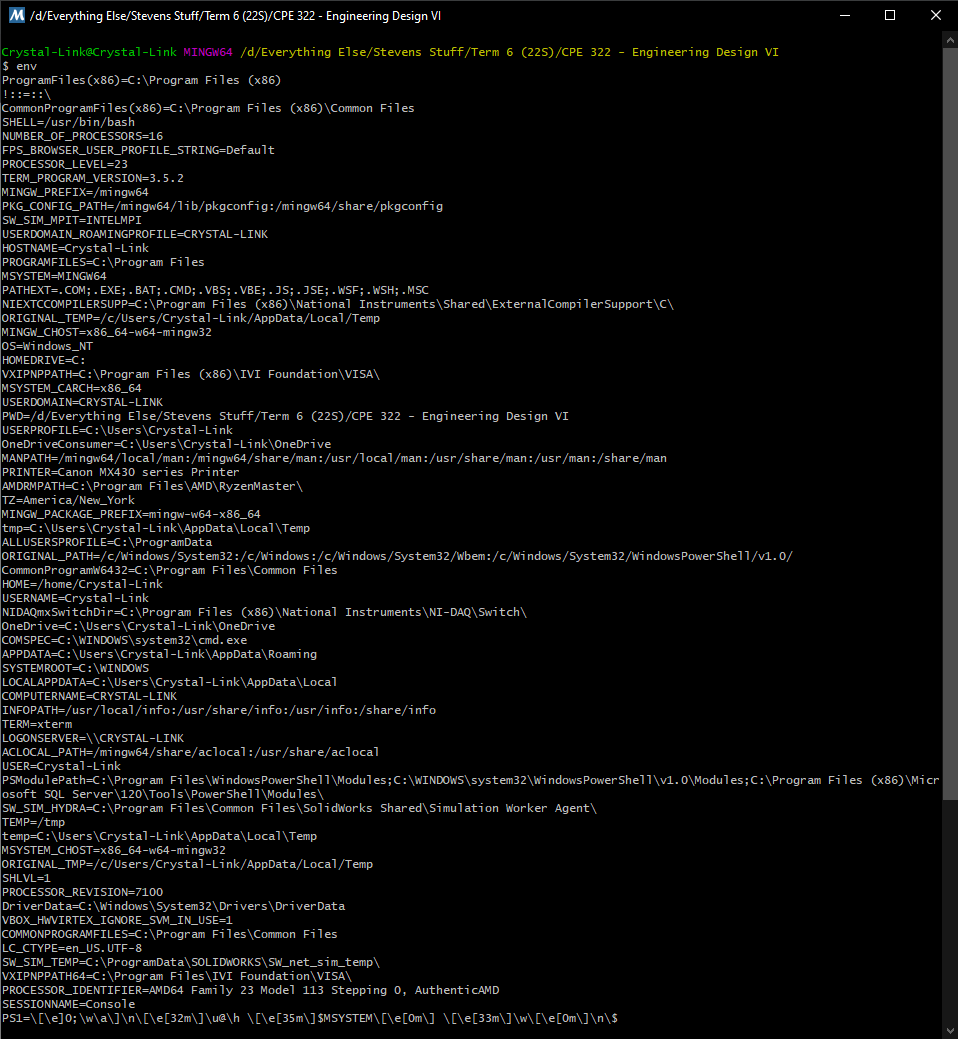 /d/Everything Else/Stevens Stuff/Term 6 (22S)/CPE 322 - Engineering Design VI
Crystal-Link@Crystal-Link MINGW64 /d/Everything Else/Stevens Stuff/Term 6 (22S)/CPE 322 - Engineering Design VI
$ env
ProgramFiles(x86)=C:\Program Files (x86)
!::=::\
CommonProgramFiles(x86)=C:\Program Files (x86)\Common Files
SHELL=/usr/bin/bash
NUMBER_OF_PROCESSORS=16
FPS_BROWSER_USER_PROFILE_STRING=Default
PROCESSOR_LEVEL=23
TERM_PROGRAM_VERSION=3.5.2
MINGW_PREFIX=/mingw64
PKG_CONFIG_PATH=/mingw64/lib/pkgconfig:/mingw64/share/pkgconfig
SW_SIM_MPIT=INTELMPI
USERDOMAIN_ROAMINGPROFILE=CRYSTAL-LINK
HOSTNAME=Crystal-Link
PROGRAMFILES=C:\Program Files
MSYSTEM=MINGW64
PATHEXT=.COM;.EXE;.BAT;.CMD;.VBS;.VBE;.JS;.JSE;.WSF;.WSH;.MSC
NIEXTCCOMPILERSUPP=C:\Program Files (x86)\National Instruments\Shared\ExternalCompilerSupport\C\
ORIGINAL_TEMP=/c/Users/Crystal-Link/AppData/Local/Temp
MINGW_CHOST=x86_64-w64-mingw32
OS=Windows_NT
HOMEDRIVE=C:
VXIPNPPATH=C:\Program Files (x86)\IVI Foundation\VISA\
MSYSTEM_CARCH=x86_64
USERDOMAIN=CRYSTAL-LINK
PWD=/d/Everything Else/Stevens Stuff/Term 6 (22S)/CPE 322 - Engineering Design VI
USERPROFILE=C:\Users\Crystal-Link
OneDriveConsumer=C:\Users\Crystal-Link\OneDrive
MANPATH=/mingw64/local/man:/mingw64/share/man:/usr/local/man:/usr/share/man:/usr/man:/share/man
PRINTER=Canon MX430 series Printer
AMDRMPATH=C:\Program Files\AMD\RyzenMaster\
TZ=America/New_York
MINGW_PACKAGE_PREFIX=mingw-w64-x86_64
tmp=C:\Users\Crystal-Link\AppData\Local\Temp
ALLUSERSPROFILE=C:\ProgramData
ORIGINAL_PATH=/c/Windows/System32:/c/Windows:/c/Windows/System32/Wbem:/c/Windows/System32/WindowsPowerShell/v1.0/
CommonProgramW6432=C:\Program Files\Common Files
HOME=/home/Crystal-Link
USERNAME=Crystal-Link
NIDAQmxSwitchDir=C:\Program Files (x86)\National Instruments\NI-DAQ\Switch\
OneDrive=C:\Users\Crystal-Link\OneDrive
COMSPEC=C:\WINDOWS\system32\cmd.exe
APPDATA=C:\Users\Crystal-Link\AppData\Roaming
SYSTEMROOT=C:\WINDOWS
LOCALAPPDATA=C:\Users\Crystal-Link\AppData\Local
COMPUTERNAME=CRYSTAL-LINK
INFOPATH=/usr/local/info:/usr/share/info:/usr/info:/share/info
TERM=xterm
LOGONSERVER=\\CRYSTAL-LINK
ACLOCAL_PATH=/mingw64/share/aclocal:/usr/share/aclocal
USER=Crystal-Link
PSModulePath=C:\Program Files\WindowsPowerShell\Modules;C:\WINDOWS\system32\WindowsPowerShell\v1.0\Modules;C:\Program Files (x86)\Micr
osoft SQL Server\120\Tools\PowerShell\Modules\
SW_SIM_HYDRA=C:\Program Files\Common Files\SolidWorks Shared\Simulation Worker Agent\
TEMP=/tmp
temp=C:\Users\Crystal-Link\AppData\Local\Temp
MSYSTEM_CHOST=x86_64-w64-mingw32
ORIGINAL_TMP=/c/Users/Crystal-Link/AppData/Local/Temp
SHLVL=1
PROCESSOR_REVISION=7100
DriverData=C:\Windows\System32\Drivers\DriverData
VBOX_HWVIRTEX_IGNORE_SVM_IN_USE=1
COMMONPROGRAMFILES=C:\Program Files\Common Files
LC_CTYPE=en_US.UTF-8
SW_SIM_TEMP=C:\ProgramData\SOLIDWORKS\SW_net_sim_temp\
VXIPNPPATH64=C:\Program Files\IVI Foundation\VISA\
PROCESSOR_IDENTIFIER=AMD64 Family 23 Model 113 Stepping 0, AuthenticAMD
SESSIONNAME=Console
PS1=\[\e]0;\w\a\]\n\[\e[32m\]\u@\h \[\e[35m\]$MSYSTEM\[\e[0m\] \[\e[33m\]\w\[\e[0m\]\n\$